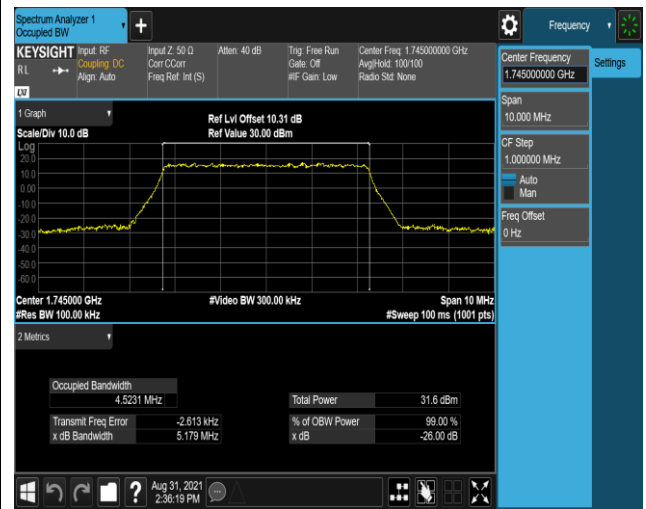 Spectrum Analyzer 1
Occupied BW
Frequency
KEYSIGHT
RL
LXI
Input: RF
Coupling: DC
Align: Auto
Input Z: 50 Ω
Corr CCorr
Freq Ref: Int (S)
Atten: 40 dB
Trig: Free Run
Gate: Off
#IF Gain: Low
Center Freq: 1.745000000 GHz
Avg|Hold: 100/100
Radio Std: None
Center Frequency
1.745000000 GHz
Settings
Span
10.000 MHz
CF Step
1.000000 MHz
Auto
Man
Freq Offset
0 Hz
1 Graph
Scale/Div 10.0 dB
Ref Lvl Offset 10.31 dB
Ref Value 30.00 dBm
Log
20.0
10.0
0.00
-10.0
-20.0
-30.0
-40.0
-50.0
-60.0
Center 1.745000 GHz
#Video BW 300.00 kHz
Span 10 MHz
#Res BW 100.00 kHz
#Sweep 100 ms (1001 pts)
2 Metrics
Occupied Bandwidth
4.5231 MHz
Total Power 31.6 dBm
Transmit Freq Error -2.613 kHz
% of OBW Power 99.00 %
x dB Bandwidth 5.179 MHz
x dB -26.00 dB
?
Aug 31, 2021
2:36:19 PM